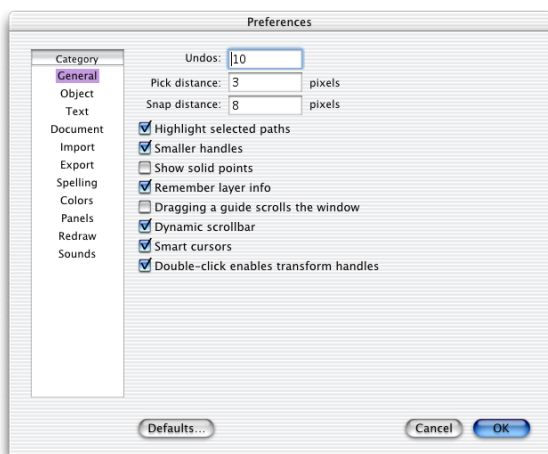 Preferences
Category
General
Object
Text
Document
Import
Export
Spelling
Colors
Panels
Redraw
Sounds
Undos: 10
Pick distance: 3 pixels
Snap distance: 8 pixels
Highlight selected paths
Smaller handles
Show solid points
Remember layer info
Dragging a guide scrolls the window
Dynamic scrollbar
Smart cursors
Double-click enables transform handles
Defaults...
Cancel
OK